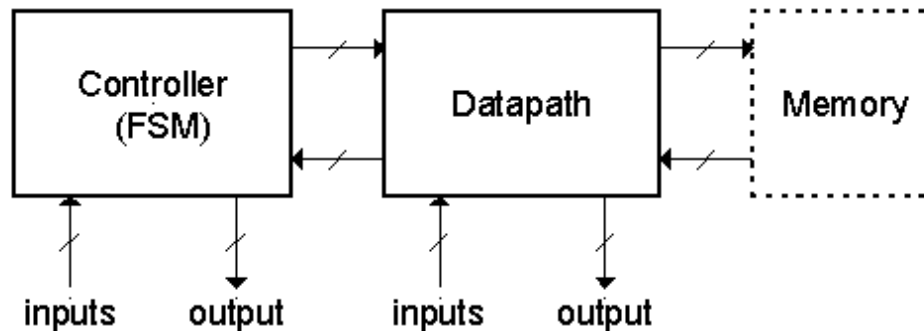 Controller
(FSM)
Datapath
Memory
inputs
output
inputs
output